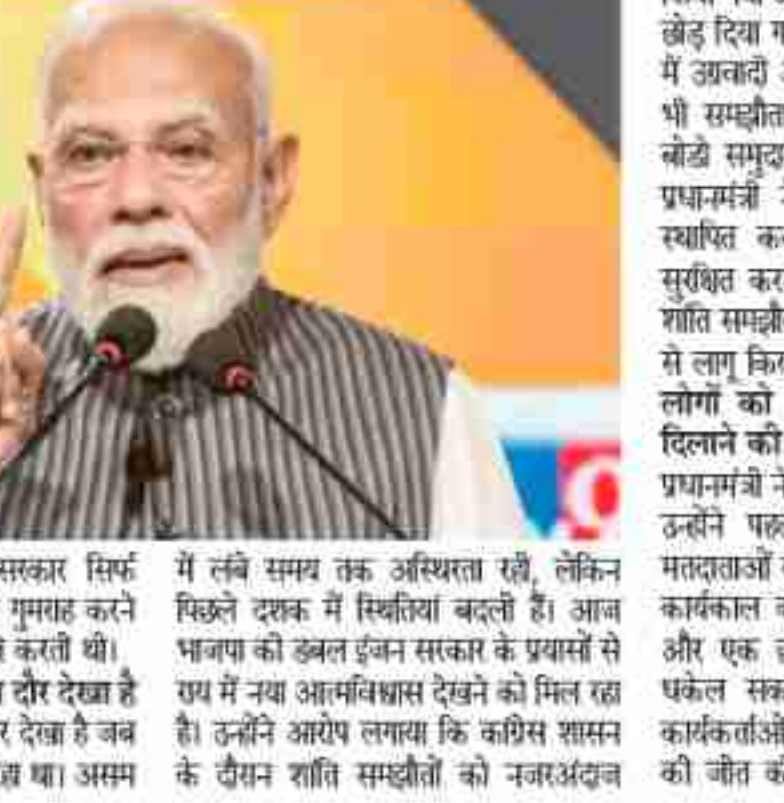 सरकार सिर्फ
गुमराह करने
करती थी।
दौर देखा है
देखा है जब
था। असम
में लंबे समय तक अस्थिरता रही, लेकिन
पिछले दशक में स्थितियां बदली हैं। आज
भाजपा की डबल इंजन सरकार के प्रयासों से
राय में नया आत्मविश्वास देखने को मिल रहा
है। उन्होंने आरोप लगाया कि कांग्रेस शासन
के दौरान शांति समझौतों को नजरअंदाज
छोड़ दिया
में उग्रवादी
भी समझौता
बोडो समुदा
प्रधानमंत्री
स्थापित कर
सुरक्षित कर
शांति समझौ
से लागू किय
लोगों को
दिलाने की
प्रधानमंत्री
उन्होंने पह
मतदाताओं
कार्यकाल
और एक
धकेल सक
कार्यकर्ताओं
की जीत को